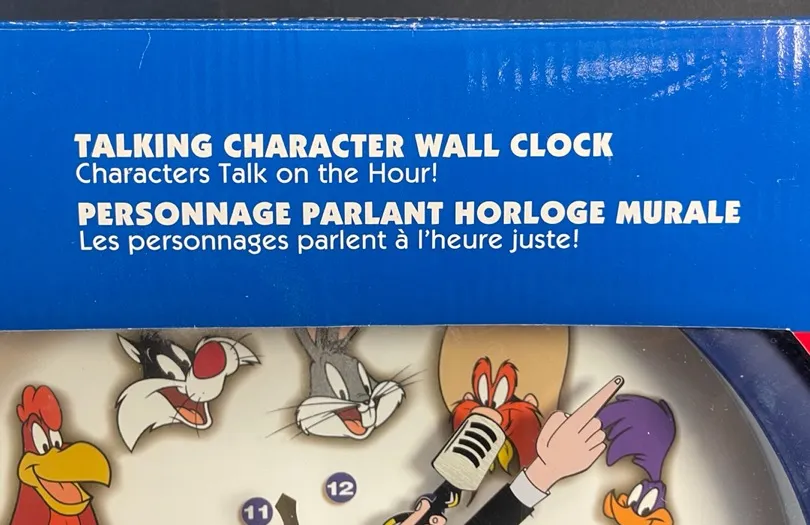 TALKING CHARACTER WALL CLOCK
Characters Talk on the Hour!
PERSONNAGE PARLANT HORLOGE MURALE
Les personnages parlent à l'heure juste!
12
11